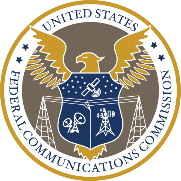 UNITED STATES
FEDERAL COMMUNICATIONS COMMISSION